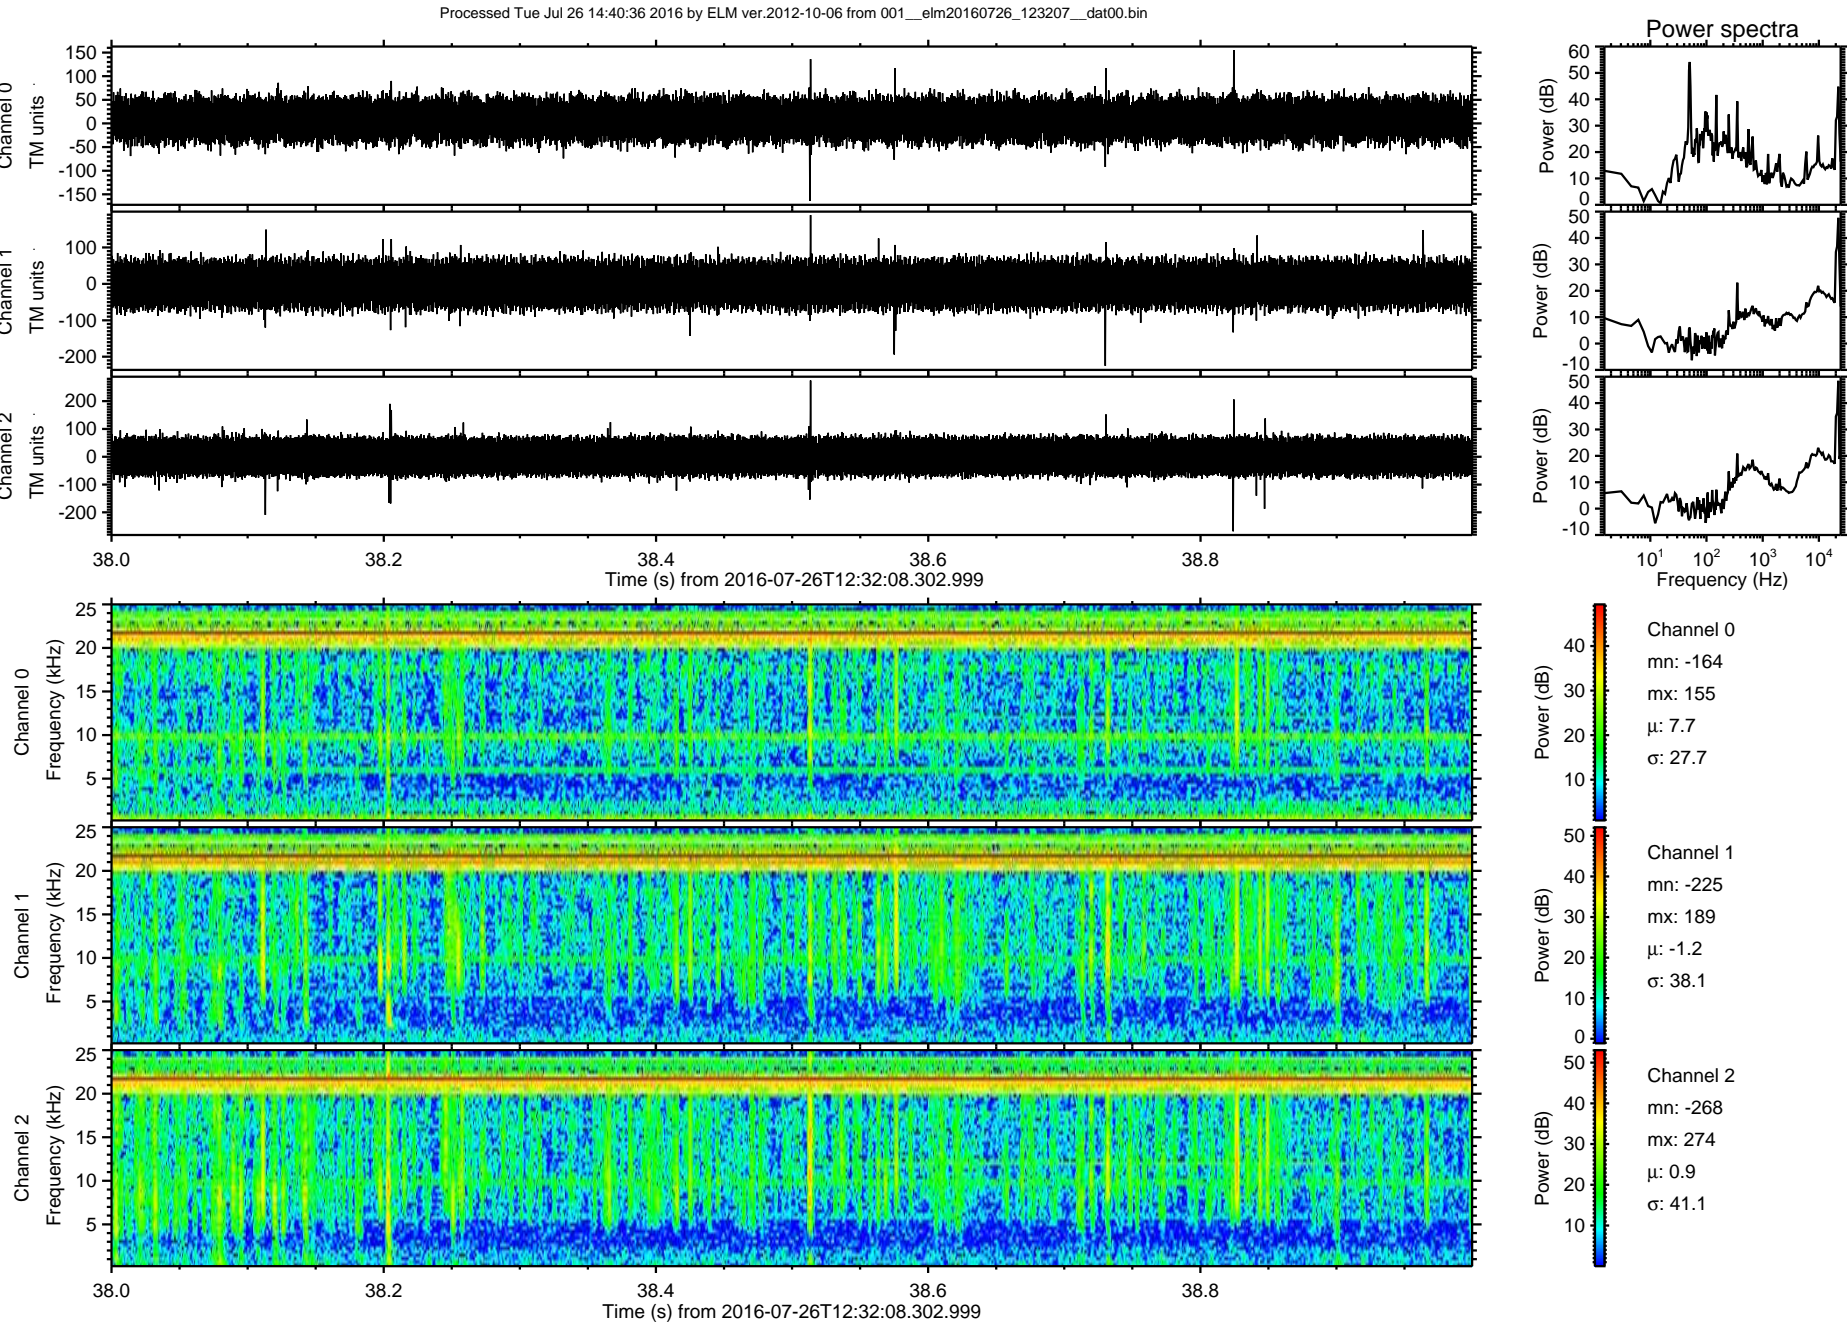 Processed Tue Jul 26 14:40:36 2016 by ELM ver.2012-10-06 from 001__elm20160726_123207__dat00.bin
Power spectra
Channel 0
TM units
150
100
50
0
-50
-100
-150
Power (dB)
60
50
40
30
20
10
0
Channel 1
TM units
100
0
-100
-200
Power (dB)
50
40
30
20
10
0
-10
Channel 2
TM units
200
100
0
-100
-200
Power (dB)
50
40
30
20
10
0
-10
38.0 38.2 38.4 38.6 38.8
Time (s) from 2016-07-26T12:32:08.302.999
10¹ 10² 10³ 10⁴
Frequency (Hz)
Channel 0
Frequency (kHz)
25
20
15
10
5
Power (dB)
40
30
20
10
Channel 0
mn: -164
mx: 155
μ: 7.7
σ: 27.7
Channel 1
Frequency (kHz)
25
20
15
10
5
Power (dB)
50
40
30
20
10
0
Channel 1
mn: -225
mx: 189
μ: -1.2
σ: 38.1
Channel 2
Frequency (kHz)
25
20
15
10
5
Power (dB)
50
40
30
20
10
Channel 2
mn: -268
mx: 274
μ: 0.9
σ: 41.1
38.0 38.2 38.4 38.6 38.8
Time (s) from 2016-07-26T12:32:08.302.999